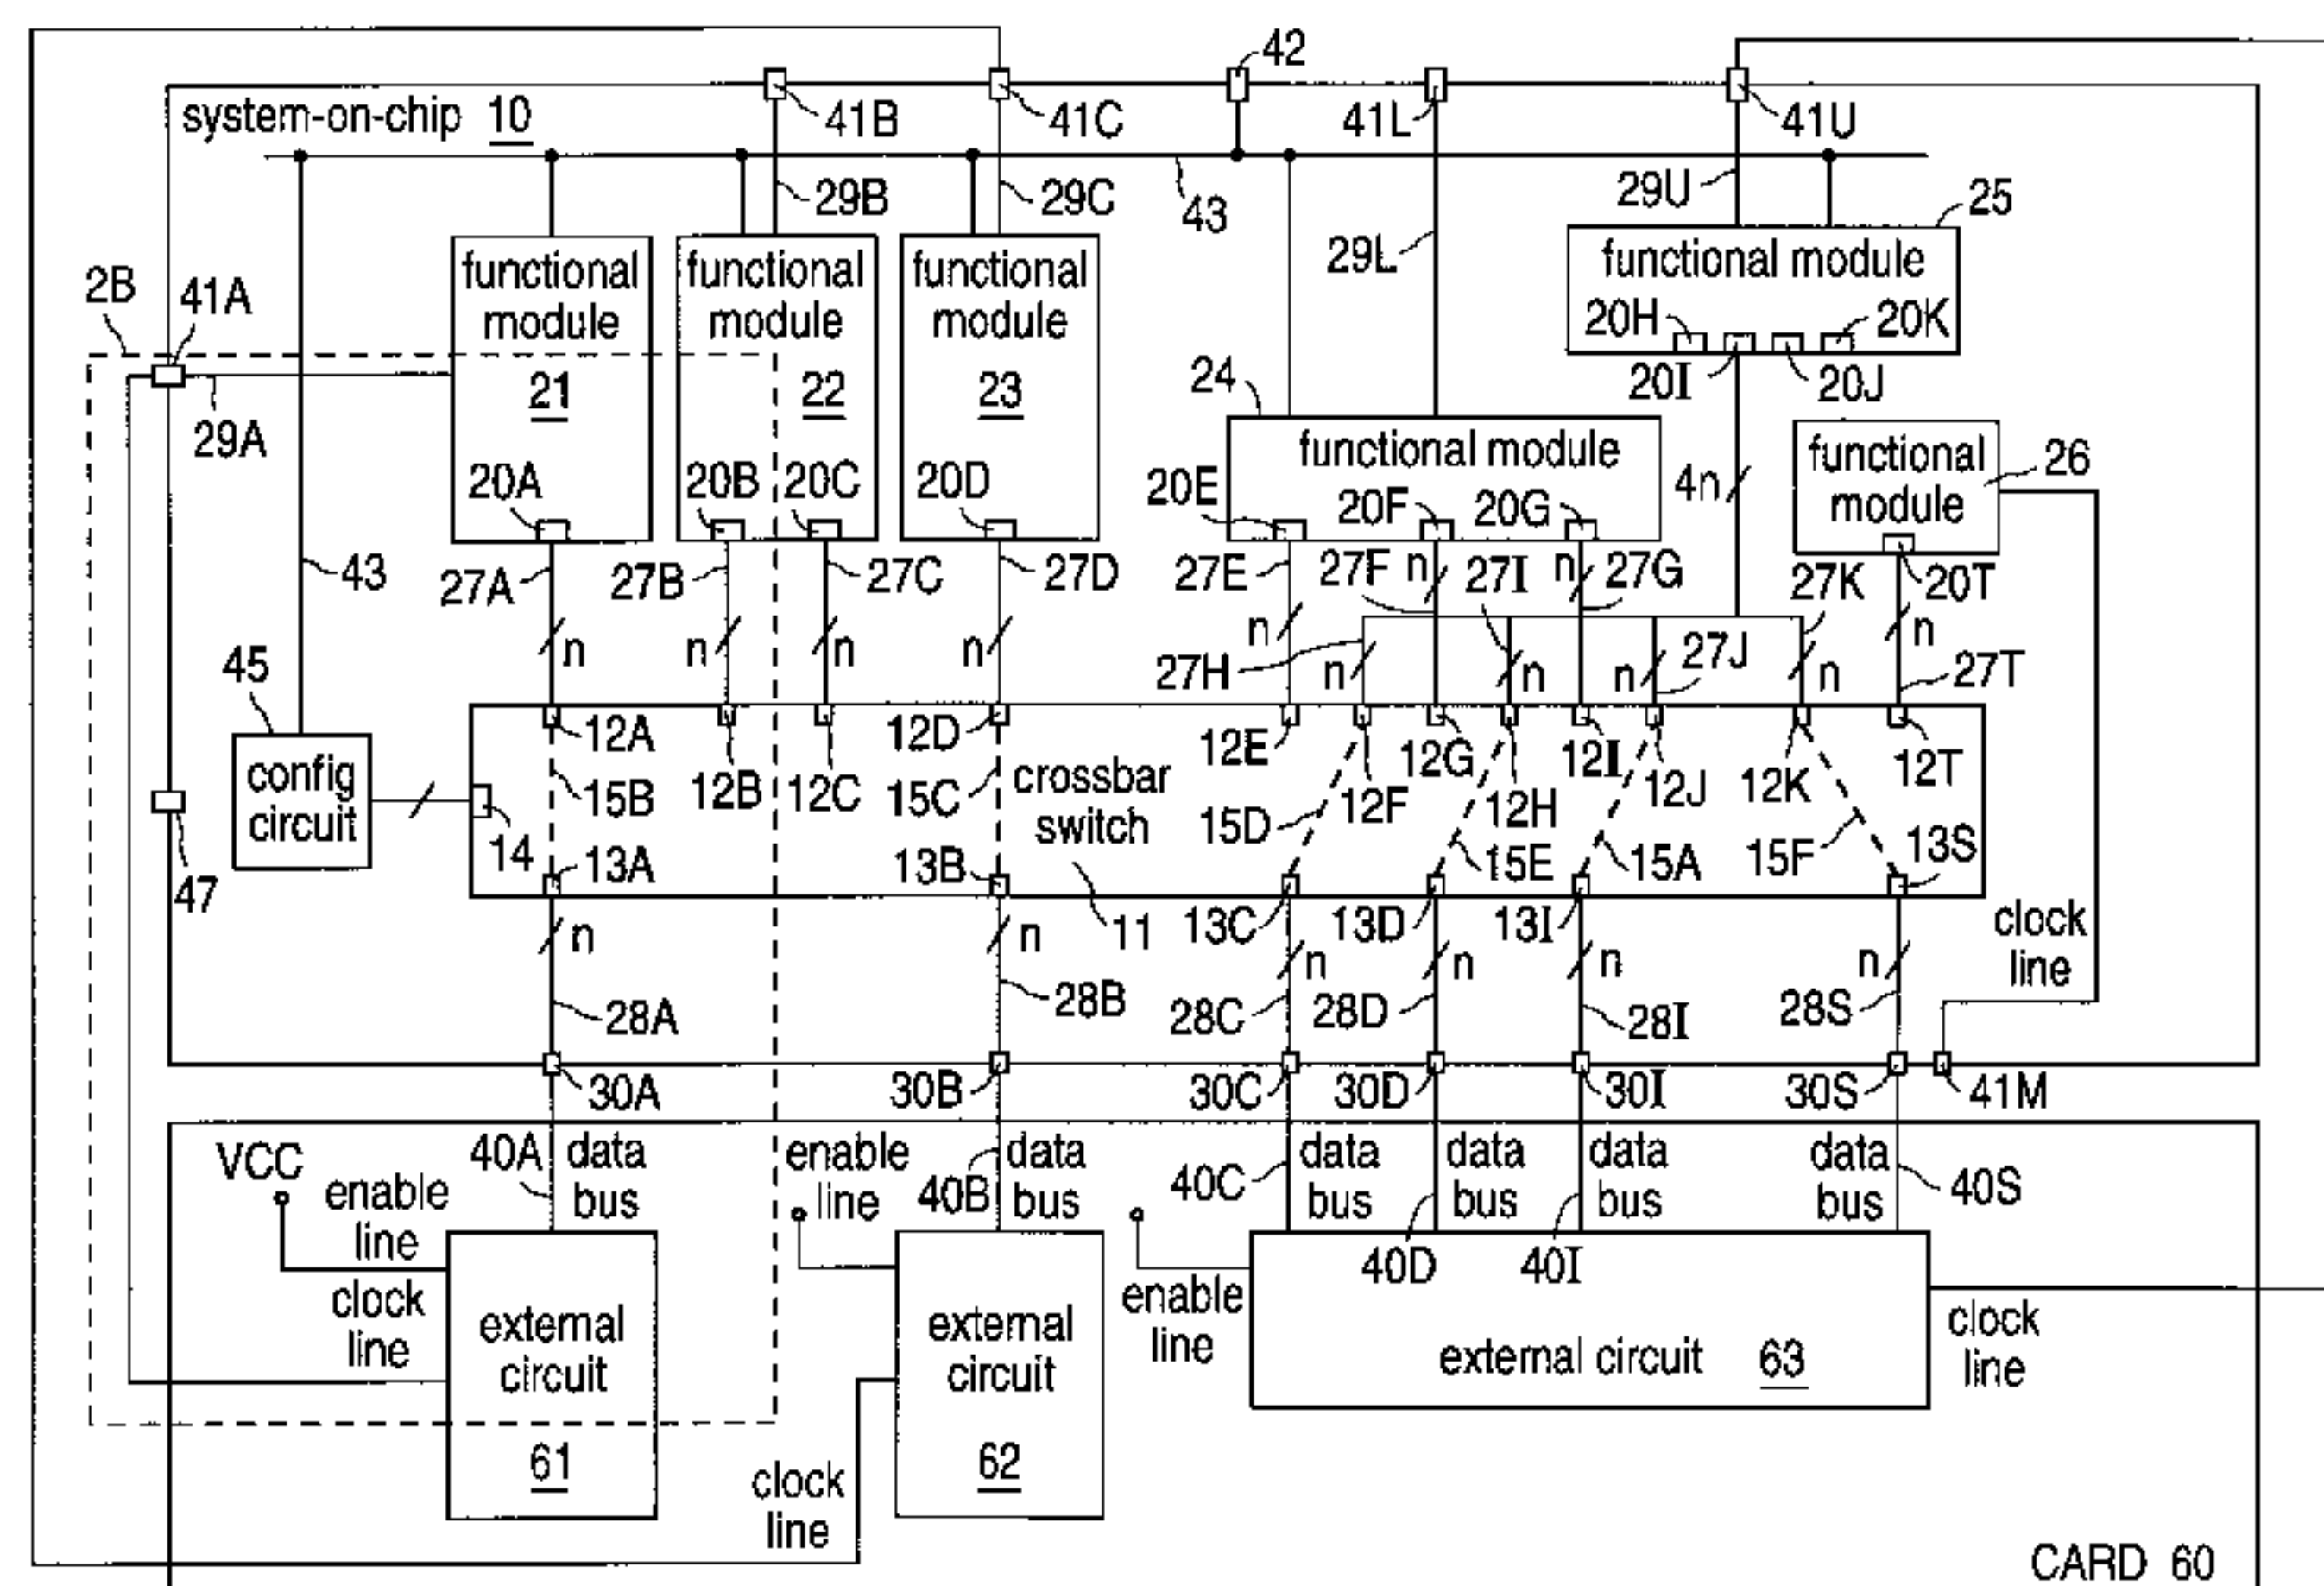 42
system-on-chip 10
41B
41C
41L
41U
29B
29C
43
29U
25
29L
2B
41A
functional module
functional module
functional module
functional module
20H
20K
21
22
23
24
20I
20J
29A
functional module
functional module
26
20A
20B
20C
20D
20E
20F
20G
4n
43
27A
27B
27C
27D
27E
27F
n
27I
n
27G
27K
20T
n
n
n
n
n
n
45
27H
n
n
n
27J
n
27T
config circuit
12A
12D
12E
12G
12I
12T
15B
12B
12C
15C
crossbar switch
12F
12H
12J
12K
15D
14
13A
13B
15E
15A
15F
13S
47
n
n
11
13C
13D
13I
clock line
n
n
n
n
28A
28B
28C
28D
28I
28S
30A
30B
30C
30D
30I
30S
41M
VCC
enable line
40A
data bus
enable line
40B
data bus
40C
data bus
data bus
data bus
data bus
40S
40D
40I
clock line
external circuit
external circuit
enable line
external circuit 63
clock line
61
62
clock line
CARD 60